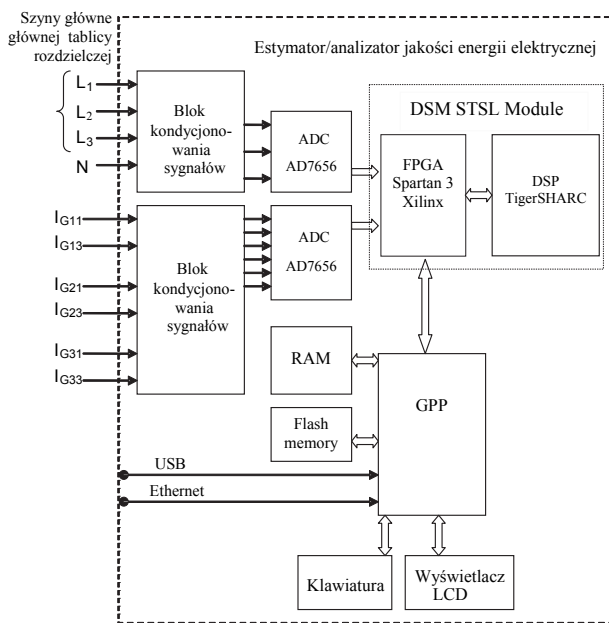 Szyny główne
głównej tablicy
rozdzielczej
Estymator/analizator jakości energii elektrycznej
L1
L2
L3
N
Blok
kondycjono-
wania
sygnałów
ADC
AD7656
DSM STSL Module
FPGA
Spartan 3
Xilinx
DSP
TigerSHARC
IG11
IG13
IG21
IG23
IG31
IG33
Blok
kondycjono-
wania
sygnałów
ADC
AD7656
RAM
Flash
memory
GPP
USB
Ethernet
Klawiatura
Wyświetlacz
LCD